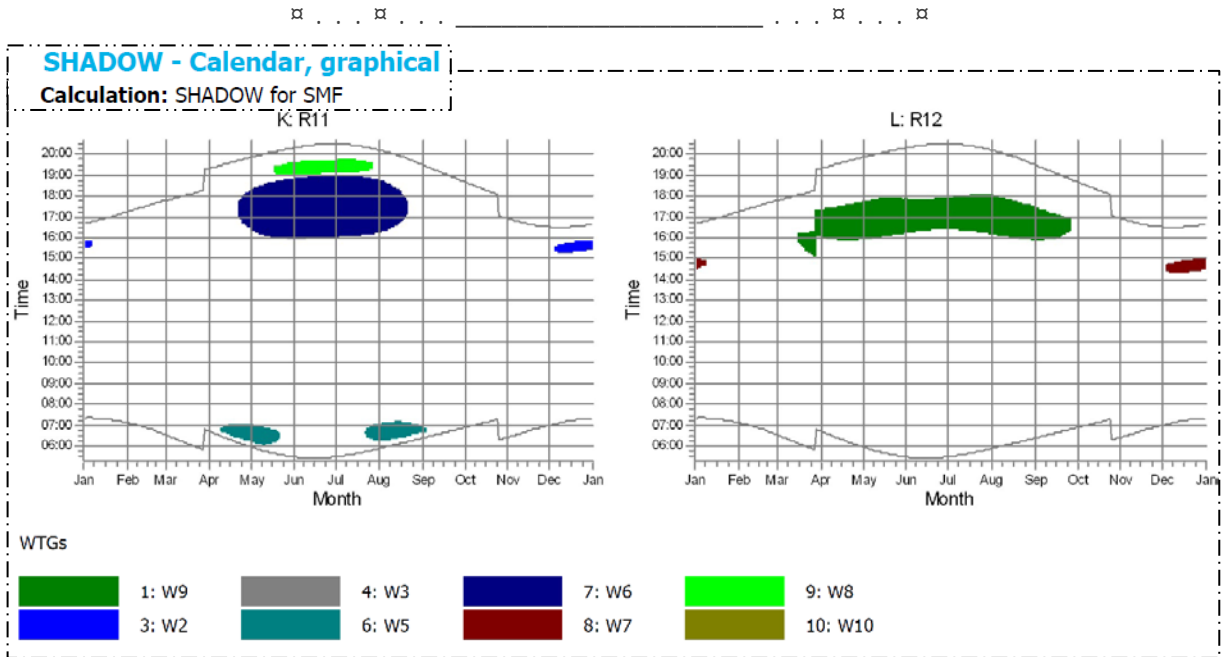 ¤ . . . ¤ . . . ________________________ . . . ¤ . . . ¤
SHADOW - Calendar, graphical
Calculation: SHADOW for SMF
K: R11
20:00
19:00
18:00
17:00
16:00
15:00
14:00
13:00
12:00
11:00
10:00
09:00
08:00
07:00
06:00
Time
Jan Feb Mar Apr May Jun Jul Aug Sep Oct Nov Dec Jan
Month
L: R12
20:00
19:00
18:00
17:00
16:00
15:00
14:00
13:00
12:00
11:00
10:00
09:00
08:00
07:00
06:00
Time
Jan Feb Mar Apr May Jun Jul Aug Sep Oct Nov Dec Jan
Month
WTGs
1: W9 4: W3 7: W6 9: W8
3: W2 6: W5 8: W7 10: W10